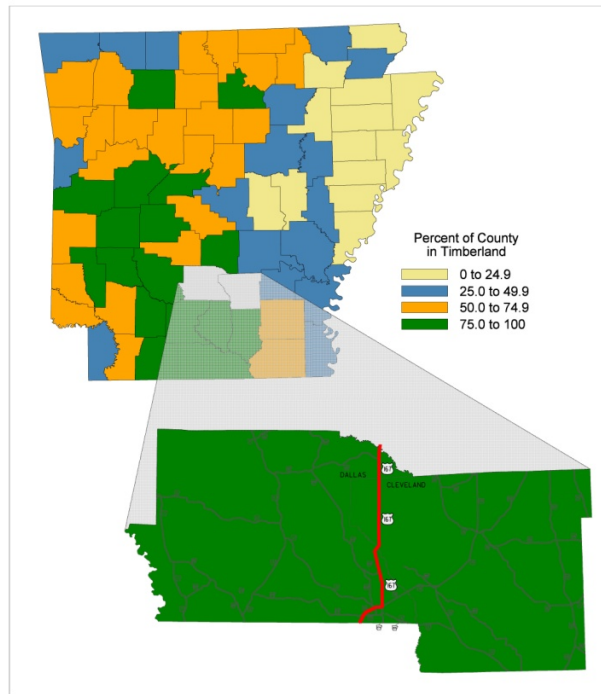 Percent of County
in Timberland
0 to 24.9
25.0 to 49.9
50.0 to 74.9
75.0 to 100
167
DALLAS
CLEVELAND
167
167